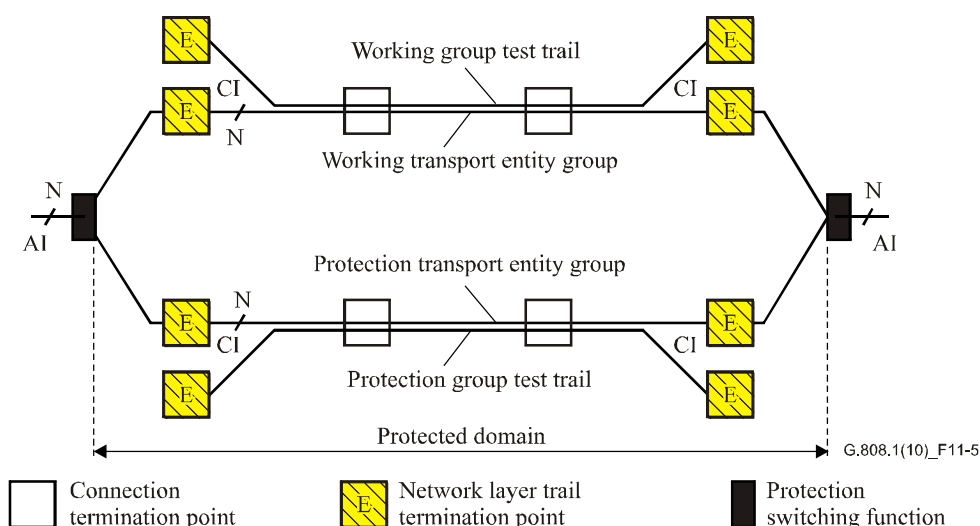 E
E
Working group test trail
CI
CI
E
E
N
Working transport entity group
N
N
AI
AI
Protection transport entity group
N
E
E
CI
CI
Protection group test trail
E
E
Protected domain
G.808.1(10)_F11-5
Connection
termination point
E
Network layer trail
termination point
Protection
switching function